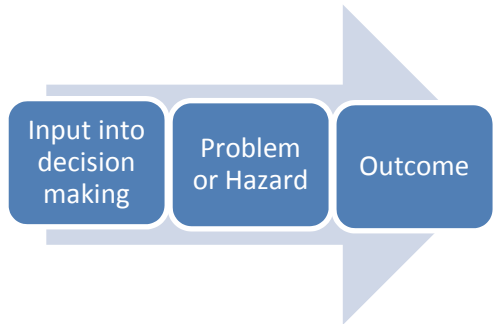 Input into
decision
making
Problem
or Hazard
Outcome